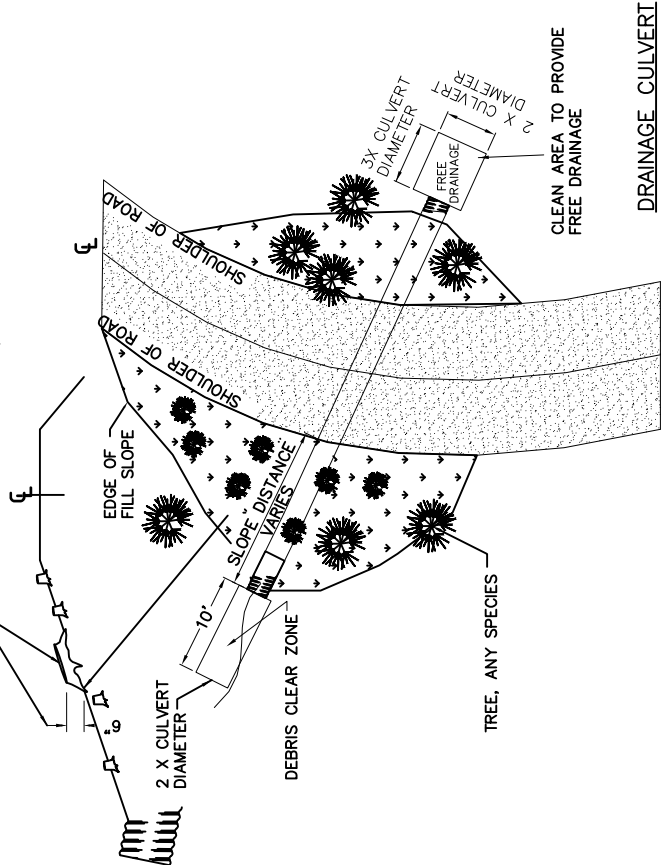 ℄
℄
SHOULDER OF ROAD
SHOULDER OF ROAD
EDGE OF
FILL SLOPE
SLOPE DISTANCE
VARIES
10'
6"
2 X CULVERT
DIAMETER
DEBRIS CLEAR ZONE
TREE, ANY SPECIES
3X CULVERT
DIAMETER
2 X CULVERT
DIAMETER
FREE
DRAINAGE
CLEAN AREA TO PROVIDE
FREE DRAINAGE
DRAINAGE CULVERT